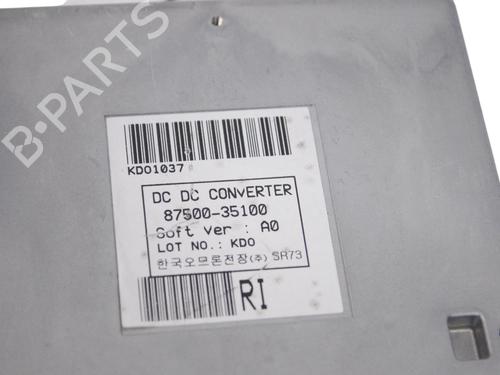 B-PARTS
KDO1037
DC DC CONVERTER
87500-35100
Soft ver : A0
LOT NO.: KDO
한국오므론전장(주) SR73
RI